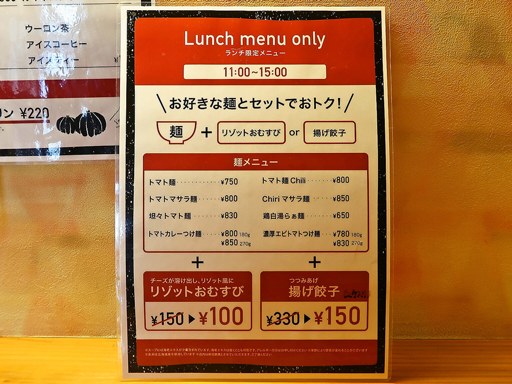 ウーロン茶
アイスコーヒー
アイスティー
リン ¥220
Lunch menu only
ランチ限定メニュー
11:00~15:00
\お好きな麺とセットでおトク!/
麺 + リゾットおむすび or 揚げ餃子
麺メニュー
トマト麺 ¥750
トマトマサラ麺 ¥800
坦々トマト麺 ¥830
トマトカレーつけ麺 ¥800 180g
¥850 270g
トマト麺 Chili ¥800
Chiri マサラ麺 ¥850
鶏白湯らぁ麺 ¥650
濃厚エビトマトつけ麺 ¥780 180g
¥830 270g
+ +
チーズが溶け出し、リゾット風に
リゾットおむすび
¥150 ▶ ¥100
つつみあげ
揚げ餃子
¥330 ▶ ¥150